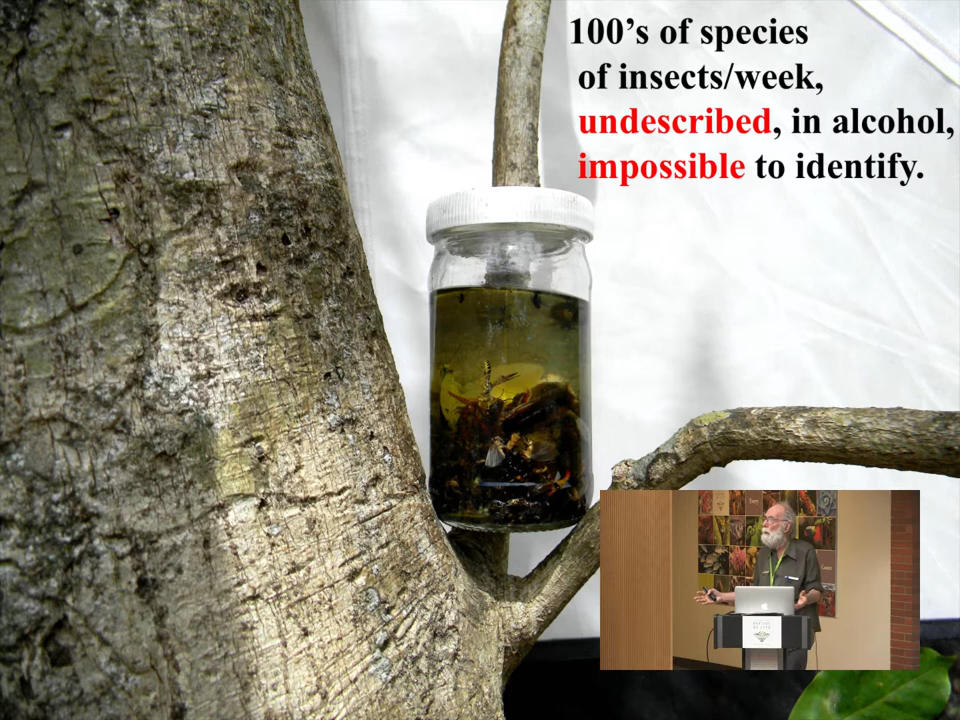 100’s of species
of insects/week,
undescribed, in alcohol,
impossible to identify.